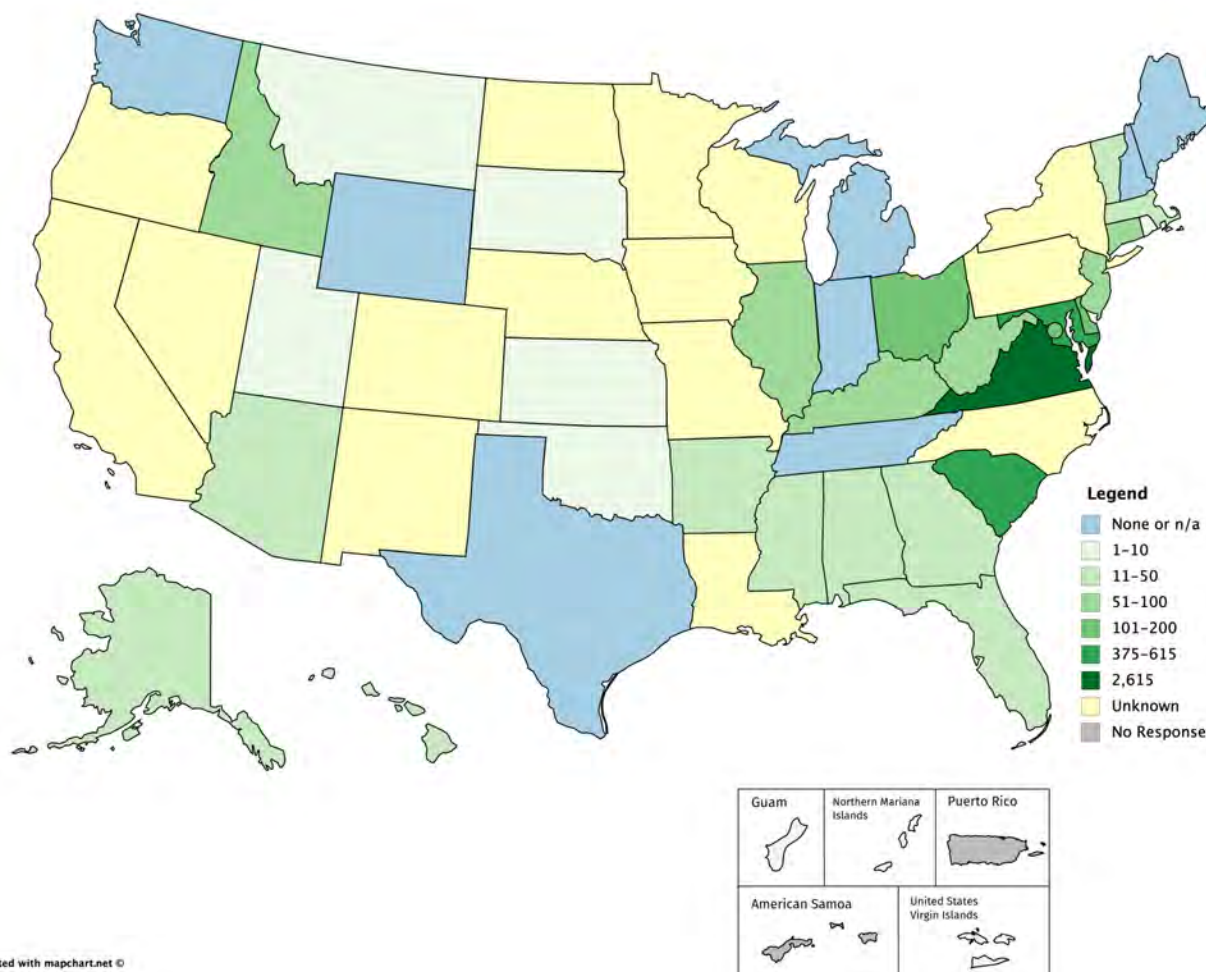 Legend
None or n/a
1–10
11–50
51–100
101–200
375–615
2,615
Unknown
No Response
Guam
Northern Mariana
Islands
Puerto Rico
American Samoa
United States
Virgin Islands
ted with mapchart.net ©